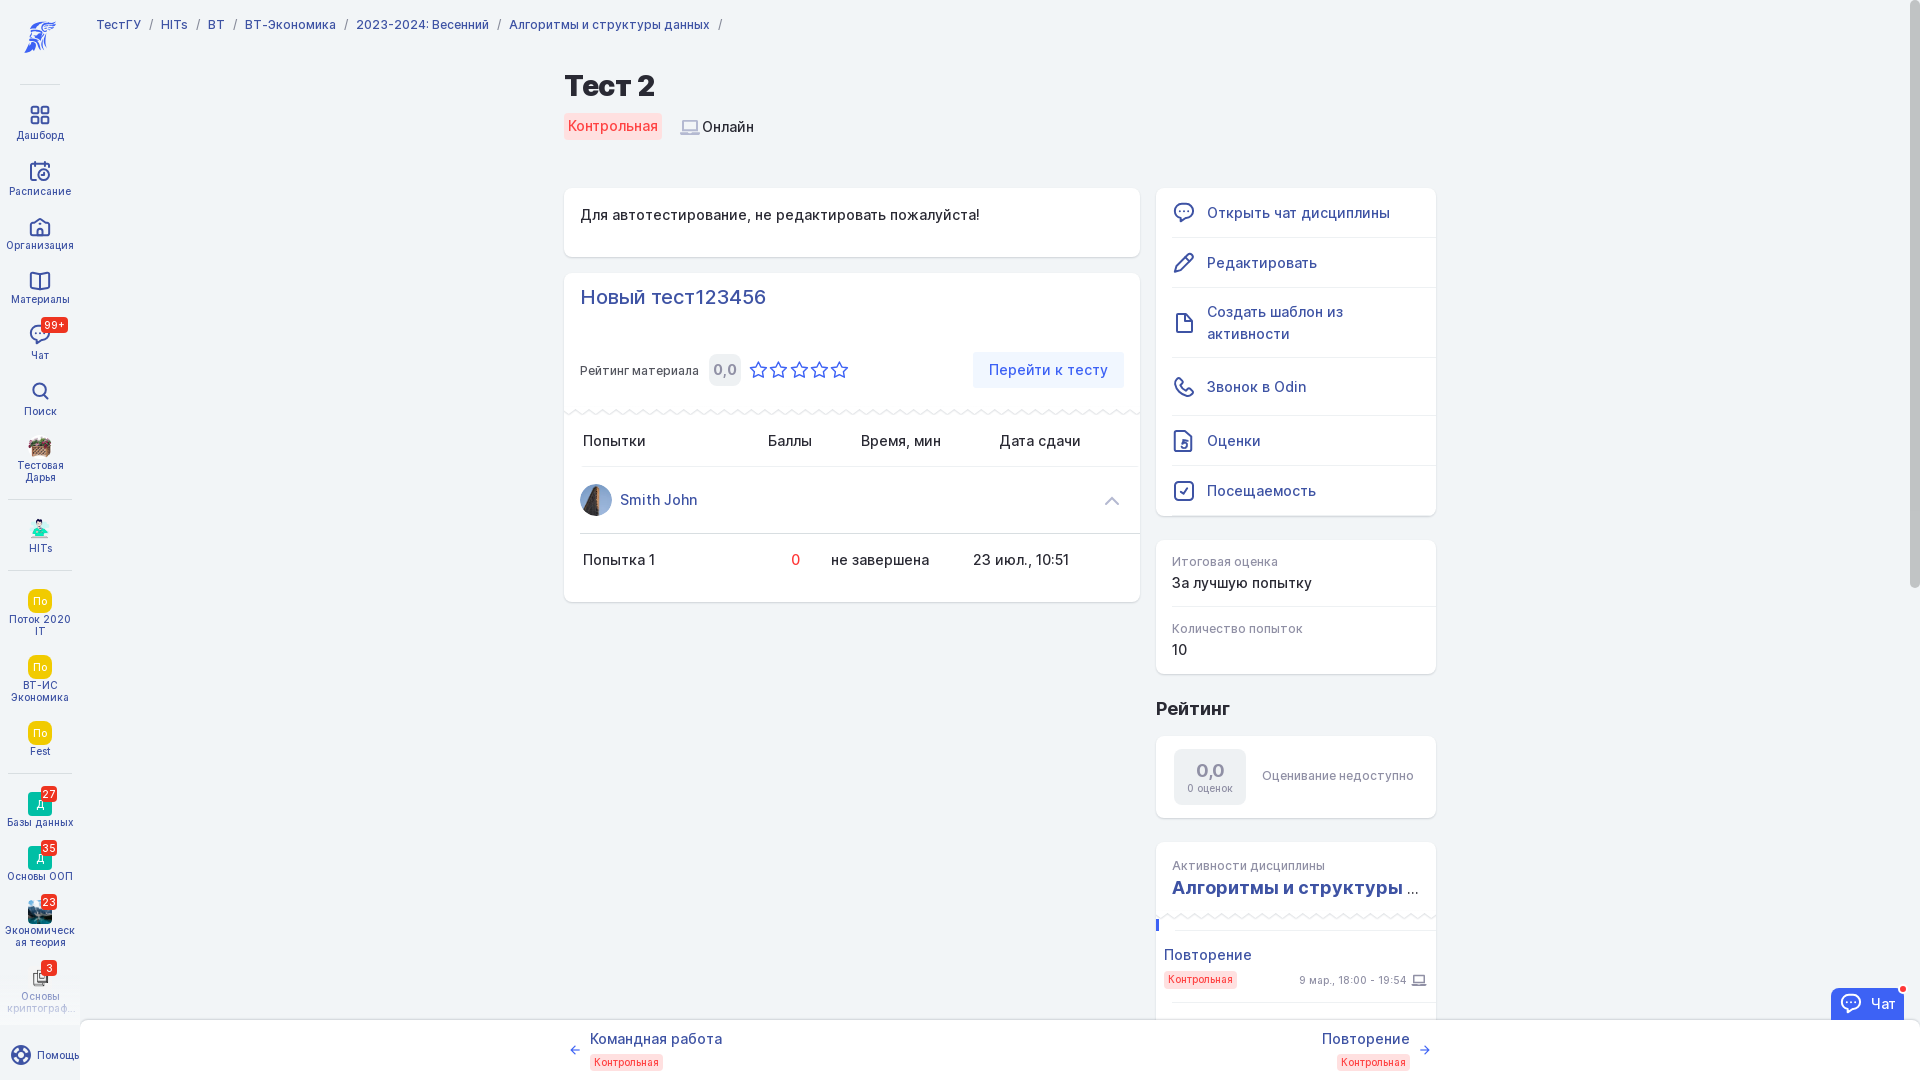 ТестГУ / HITs / ВТ / ВТ-Экономика / 2023-2024: Весенний / Алгоритмы и структуры данных /
Дашборд
Расписание
Организация
Материалы
99+
Чат
Поиск
Тестовая
Дарья
HITs
По
Поток 2020
IT
По
ВТ-ИС
Экономика
По
Fest
Д
27
Базы данных
Д
35
Основы ООП
23
Экономическ
ая теория
3
Основы
криптограф...
Помощь
Тест 2
Контрольная
Онлайн
Для автотестирование, не редактировать пожалуйста!
Новый тест123456
Рейтинг материала 0,0
Перейти к тесту
Попытки Баллы Время, мин Дата сдачи
Smith John
Попытка 1 0 не завершена 23 июл., 10:51
Открыть чат дисциплины
Редактировать
Создать шаблон из
активности
Звонок в Odin
Оценки
Посещаемость
Итоговая оценка
За лучшую попытку
Количество попыток
10
Рейтинг
0,0
0 оценок
Оценивание недоступно
Активности дисциплины
Алгоритмы и структуры ...
Повторение
Контрольная 9 мар., 18:00 - 19:54
Чат
Командная работа
Контрольная
Повторение
Контрольная